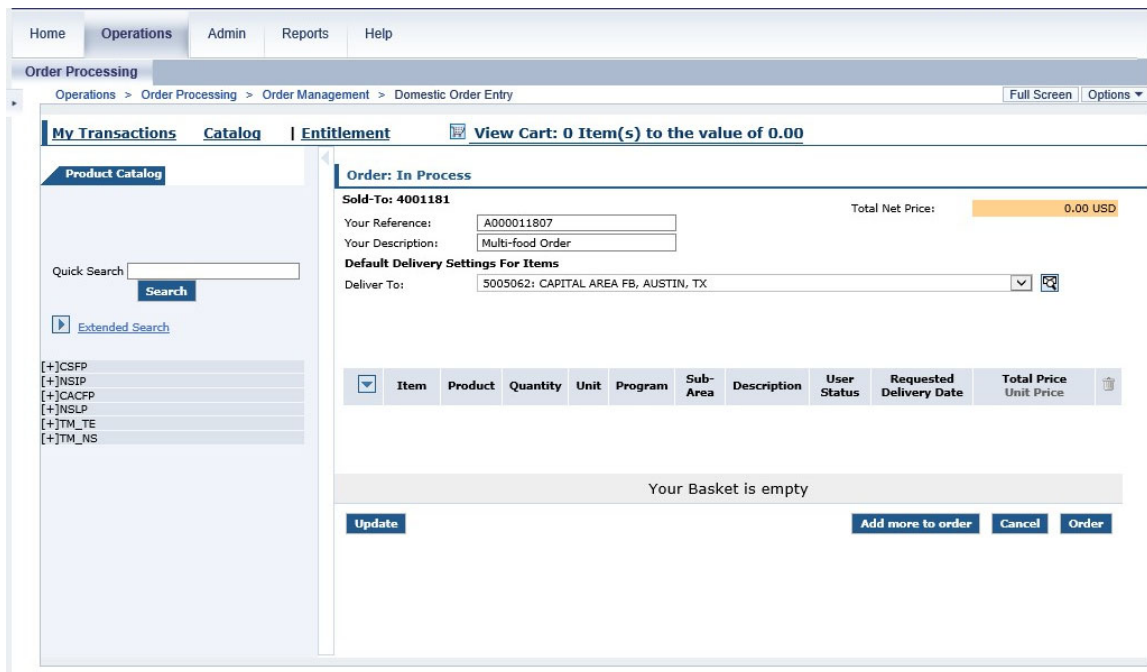 Home Operations Admin Reports Help
Order Processing
Operations > Order Processing > Order Management > Domestic Order Entry Full Screen Options
My Transactions Catalog | Entitlement View Cart: 0 Item(s) to the value of 0.00
Product Catalog
Quick Search
Search
Extended Search
[+]CSFP
[+]NSIP
[+]CACFP
[+]NSLP
[+]TM_TE
[+]TM_NS
Order: In Process
Sold-To: 4001181
Total Net Price: 0.00 USD
Your Reference: A000011807
Your Description: Multi-food Order
Default Delivery Settings For Items
Deliver To: 5005062: CAPITAL AREA FB, AUSTIN, TX
Item Product Quantity Unit Program Sub-Area Description User Status Requested Delivery Date Total Price Unit Price
Your Basket is empty
Update Add more to order Cancel Order